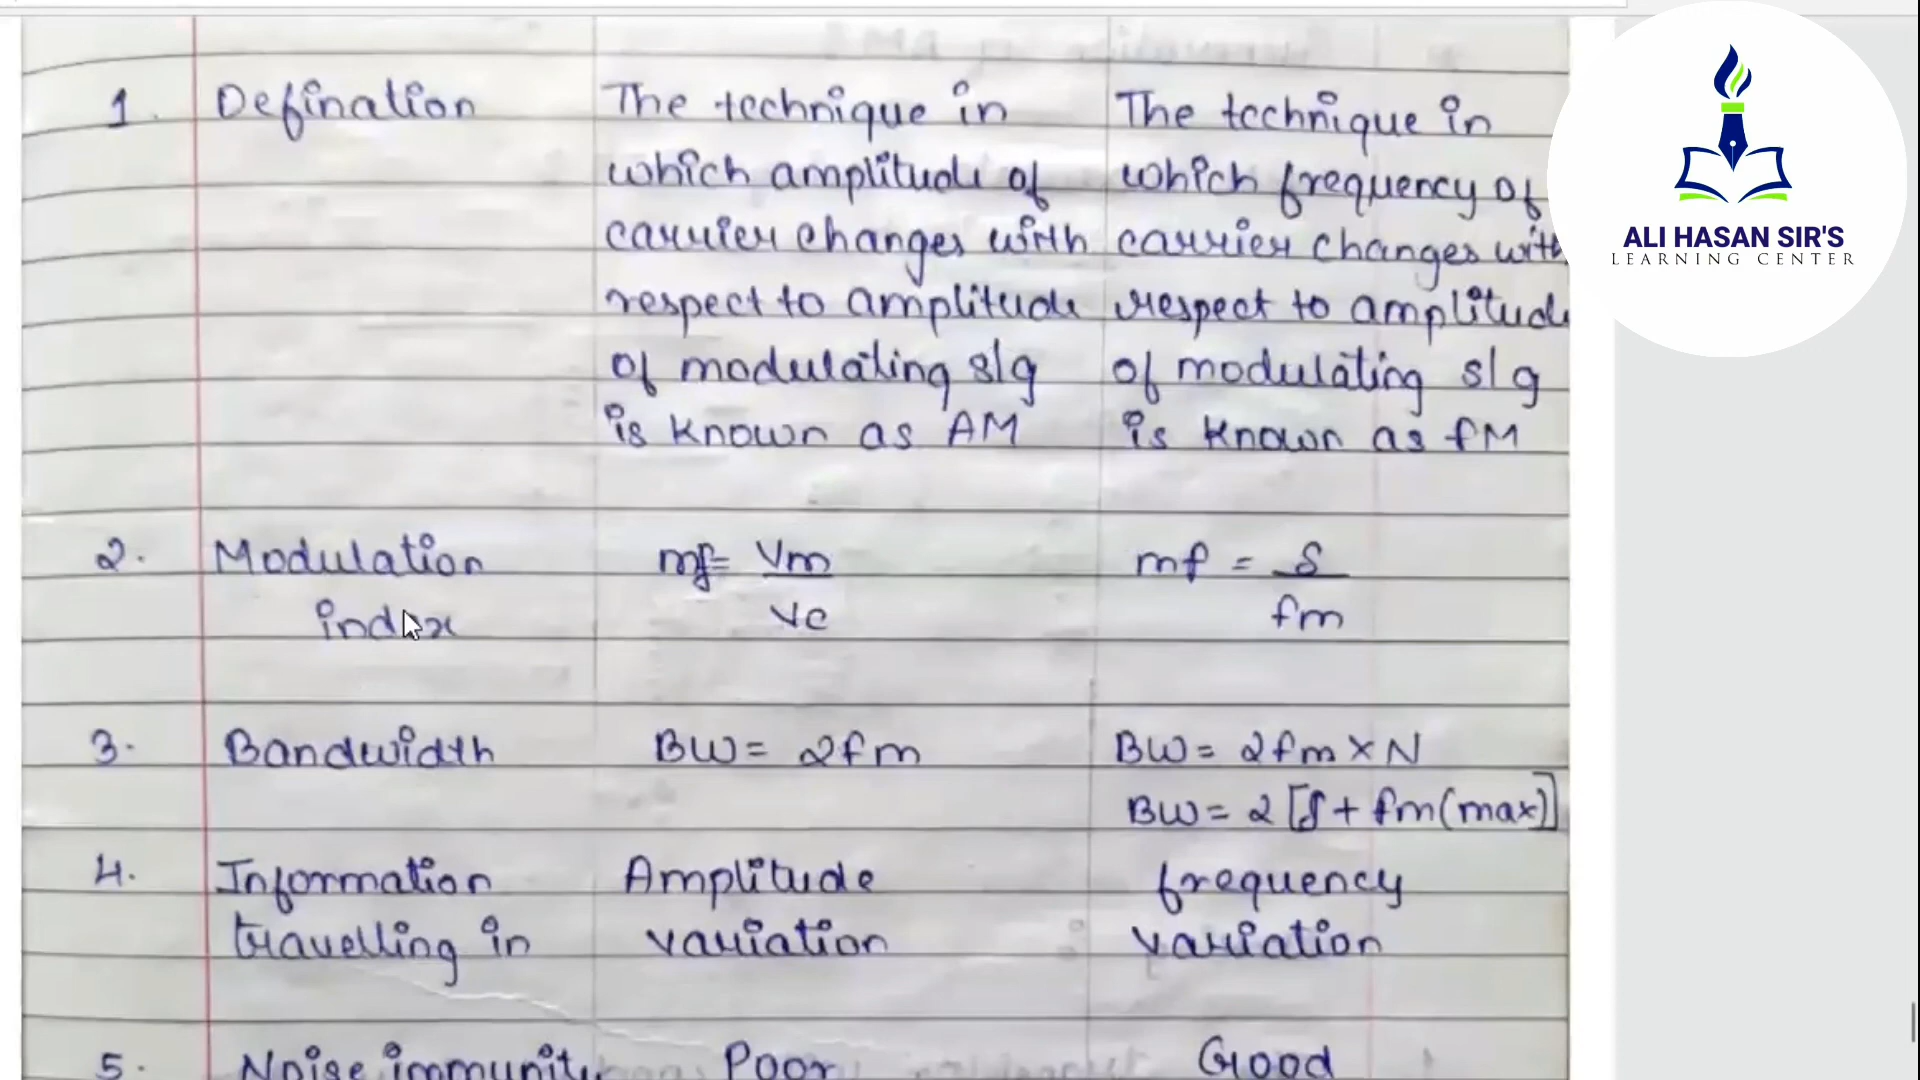 1. Defination The technique in The technique in
which amplitude of which frequency of
carrier changes with carrier changes with
respect to amplitude respect to amplitude
of modulating s/g of modulating s/g
is known as AM is known as fM
2. Modulation mf= Vm mf = δ
index Vc fm
3. Bandwidth BW= 2fm BW= 2fm×N
BW= 2[δ+ fm(max)]
4. Information Amplitude frequency
travelling in variation variation
5. Noise immunity Poor Good
ALI HASAN SIR'S
LEARNING CENTER